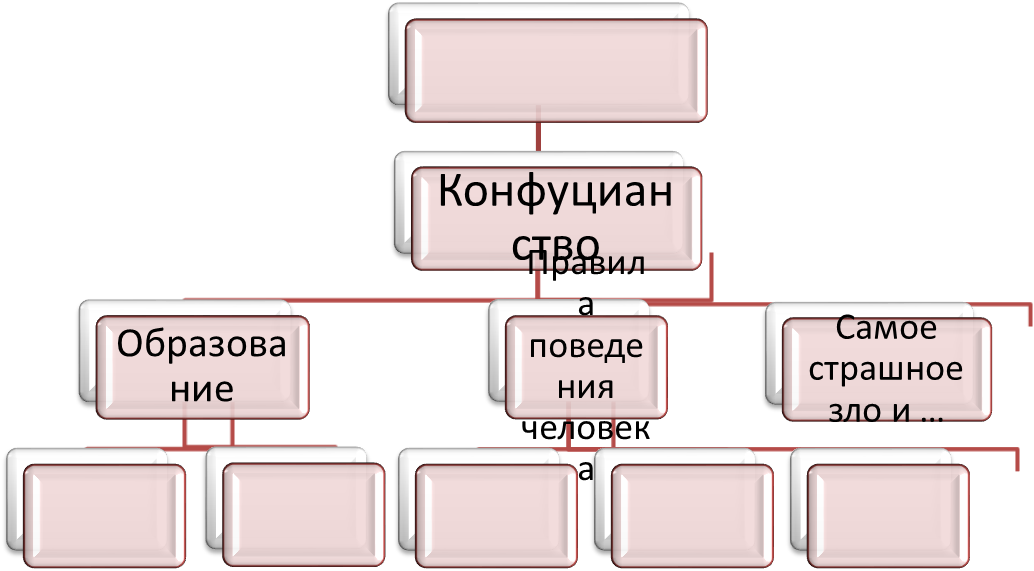 Конфуциан
ство
Образова
ние
Правил
а
поведе
ния
человек
а
Самое
страшное
зло и ...